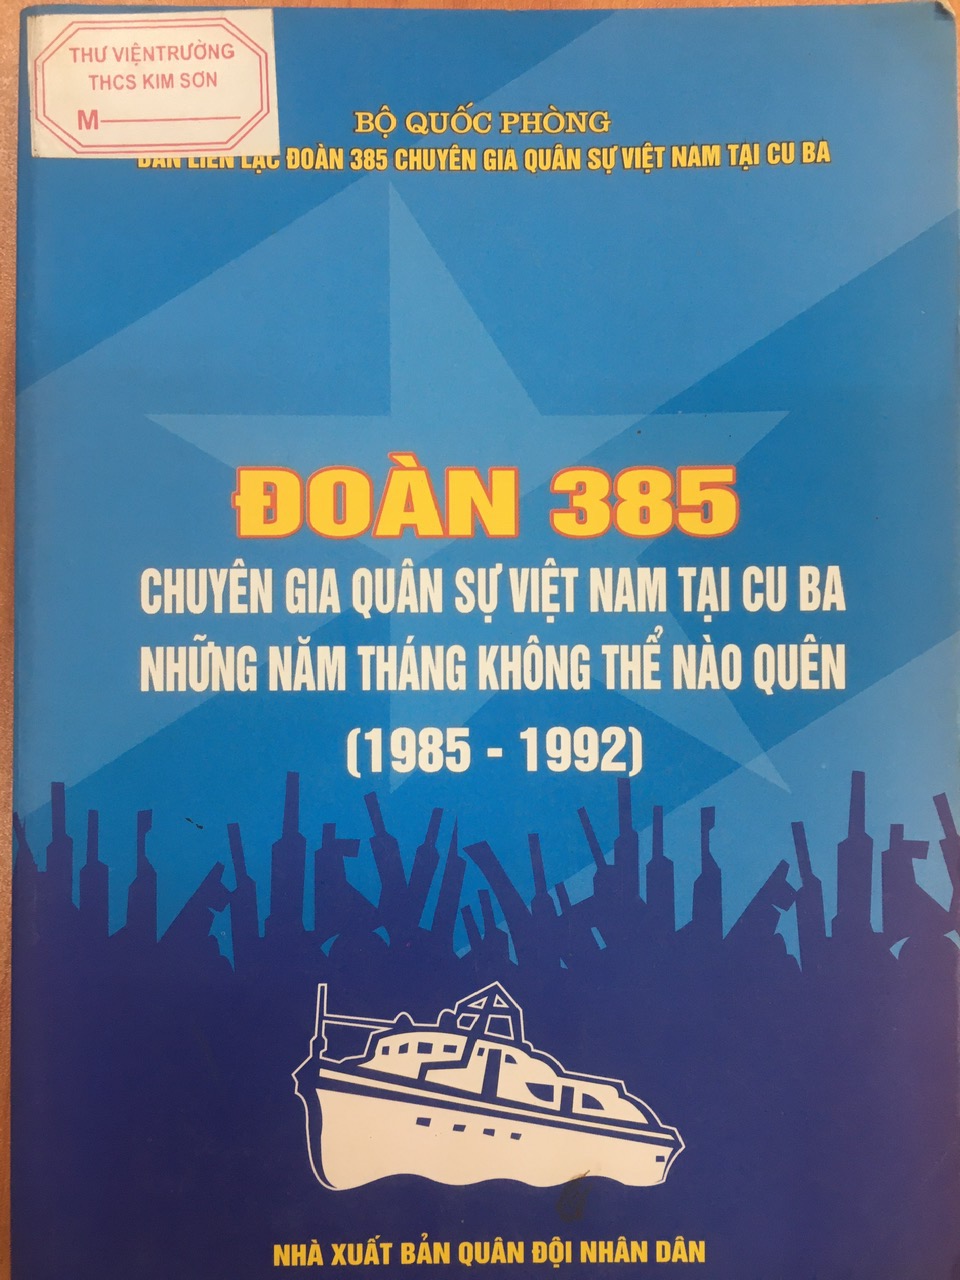 THƯ VIỆNTRƯỜNG
THCS KIM SƠN
M
BỘ QUỐC PHÒNG
BAN LIÊN LẠC ĐOÀN 385 CHUYÊN GIA QUÂN SỰ VIỆT NAM TẠI CU BA
ĐOÀN 385
CHUYÊN GIA QUÂN SỰ VIỆT NAM TẠI CU BA
NHỮNG NĂM THÁNG KHÔNG THỂ NÀO QUÊN
(1985 - 1992)
NHÀ XUẤT BẢN QUÂN ĐỘI NHÂN DÂN